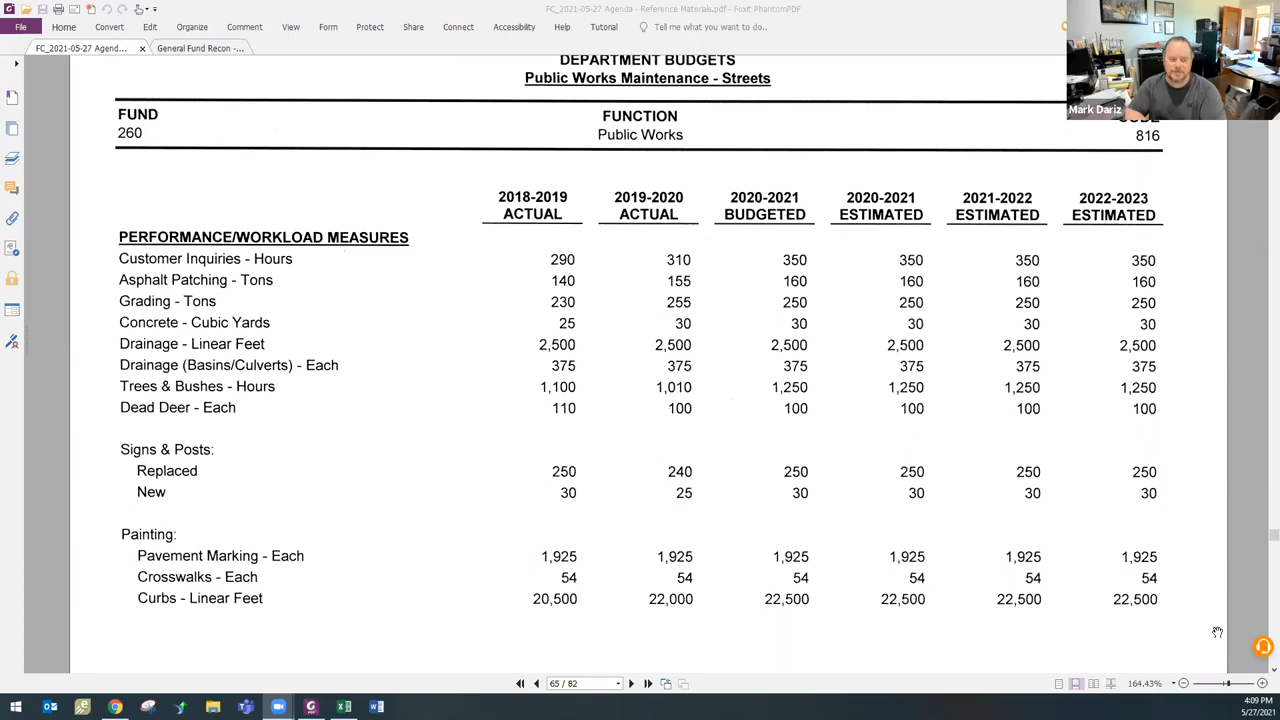 FC_2021-05-27 Agenda - Reference Materials.pdf - Foxit PhantomPDF
File Home Convert Edit Organize Comment View Form Protect Share Connect Accessibility Help Tutorial Tell me what you want to do..
FC_2021-05-27 Agend... × General Fund Recon -...
Mark Dariz
DEPARTMENT BUDGETS
Public Works Maintenance - Streets
FUND FUNCTION
260 Public Works 816
2018-2019 2019-2020 2020-2021 2020-2021 2021-2022 2022-2023
ACTUAL ACTUAL BUDGETED ESTIMATED ESTIMATED ESTIMATED
PERFORMANCE/WORKLOAD MEASURES
Customer Inquiries - Hours 290 310 350 350 350 350
Asphalt Patching - Tons 140 155 160 160 160 160
Grading - Tons 230 255 250 250 250 250
Concrete - Cubic Yards 25 30 30 30 30 30
Drainage - Linear Feet 2,500 2,500 2,500 2,500 2,500 2,500
Drainage (Basins/Culverts) - Each 375 375 375 375 375 375
Trees & Bushes - Hours 1,100 1,010 1,250 1,250 1,250 1,250
Dead Deer - Each 110 100 100 100 100 100
Signs & Posts:
Replaced 250 240 250 250 250 250
New 30 25 30 30 30 30
Painting:
Pavement Marking - Each 1,925 1,925 1,925 1,925 1,925 1,925
Crosswalks - Each 54 54 54 54 54 54
Curbs - Linear Feet 20,500 22,000 22,500 22,500 22,500 22,500
65 / 82 164.43%
4:09 PM
5/27/2021